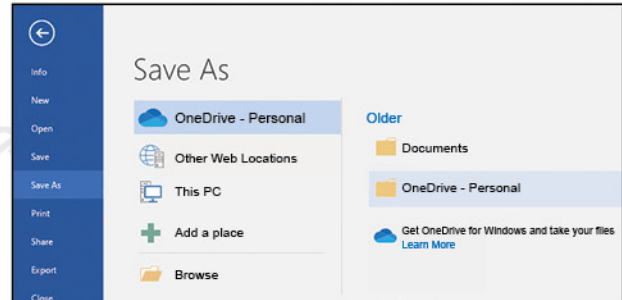 Info
New
Open
Save
Save As
Print
Share
Export
Close
Save As
OneDrive - Personal
Other Web Locations
This PC
Add a place
Browse
Older
Documents
OneDrive - Personal
Get OneDrive for Windows and take your files
Learn More